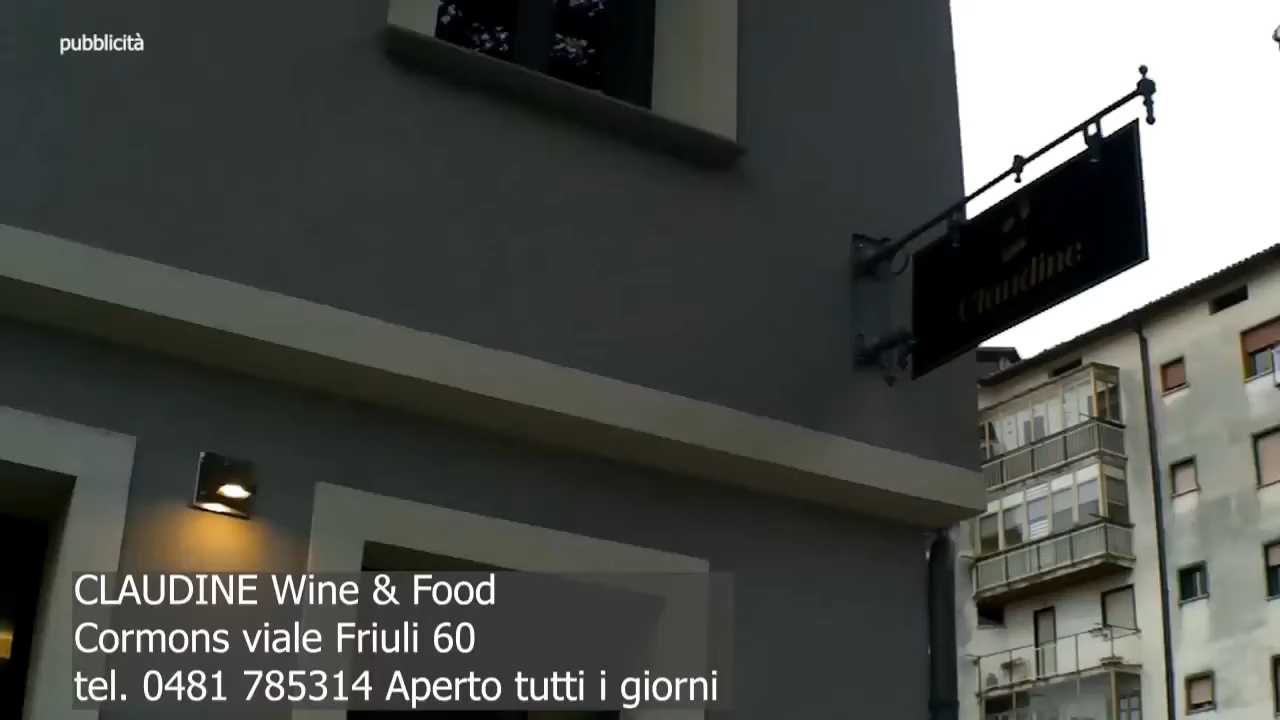 pubblicità
Claudine
CLAUDINE Wine & Food
Cormons viale Friuli 60
tel. 0481 785314 Aperto tutti i giorni